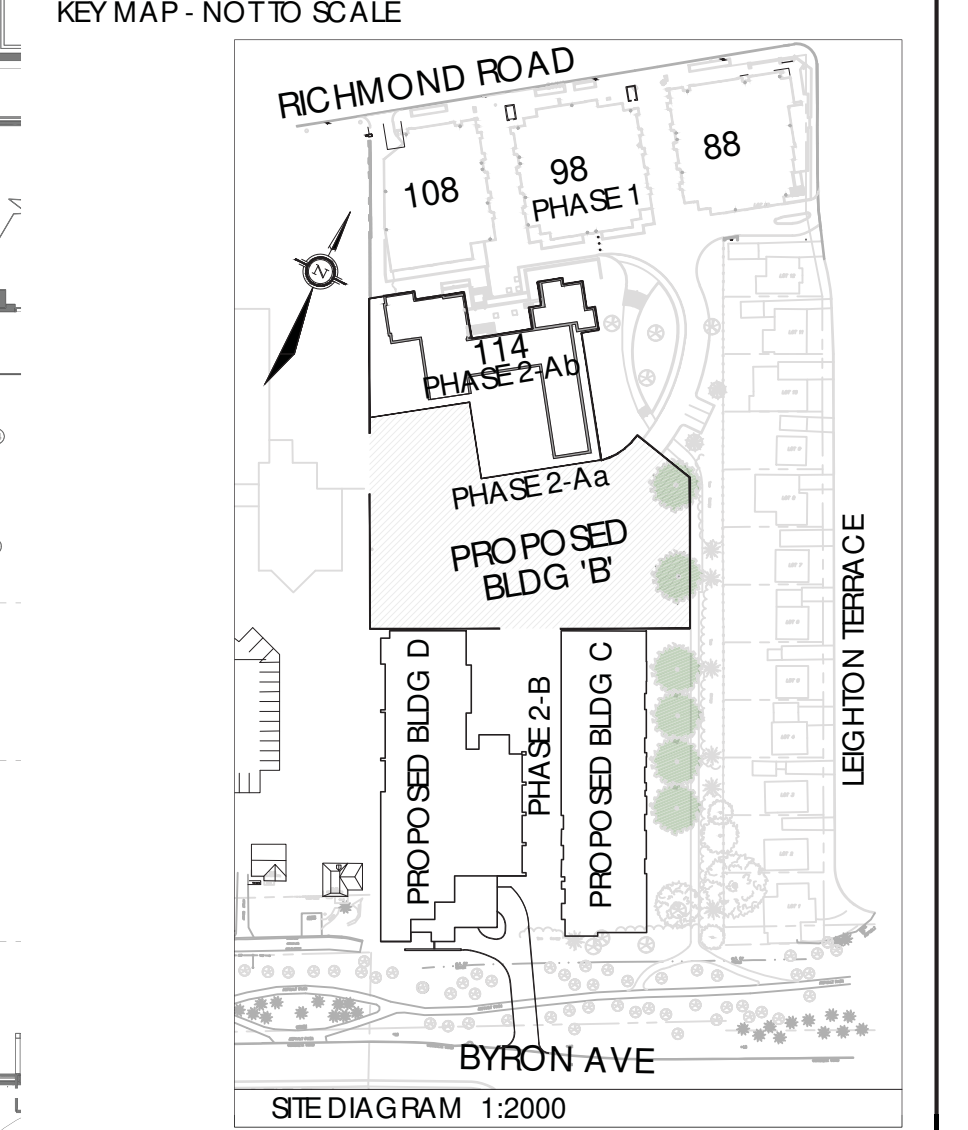 KEY MAP - NOT TO SCALE
RICHMOND ROAD
108
98
PHASE 1
88
N
114
PHASE 2-Ab
PHASE 2-Aa
PROPOSED
BLDG 'B'
LEIGHTON TERRACE
PROPOSED BLDG D
PHASE 2-B
PROPOSED BLDG C
BYRON AVE
SITE DIAGRAM 1:2000